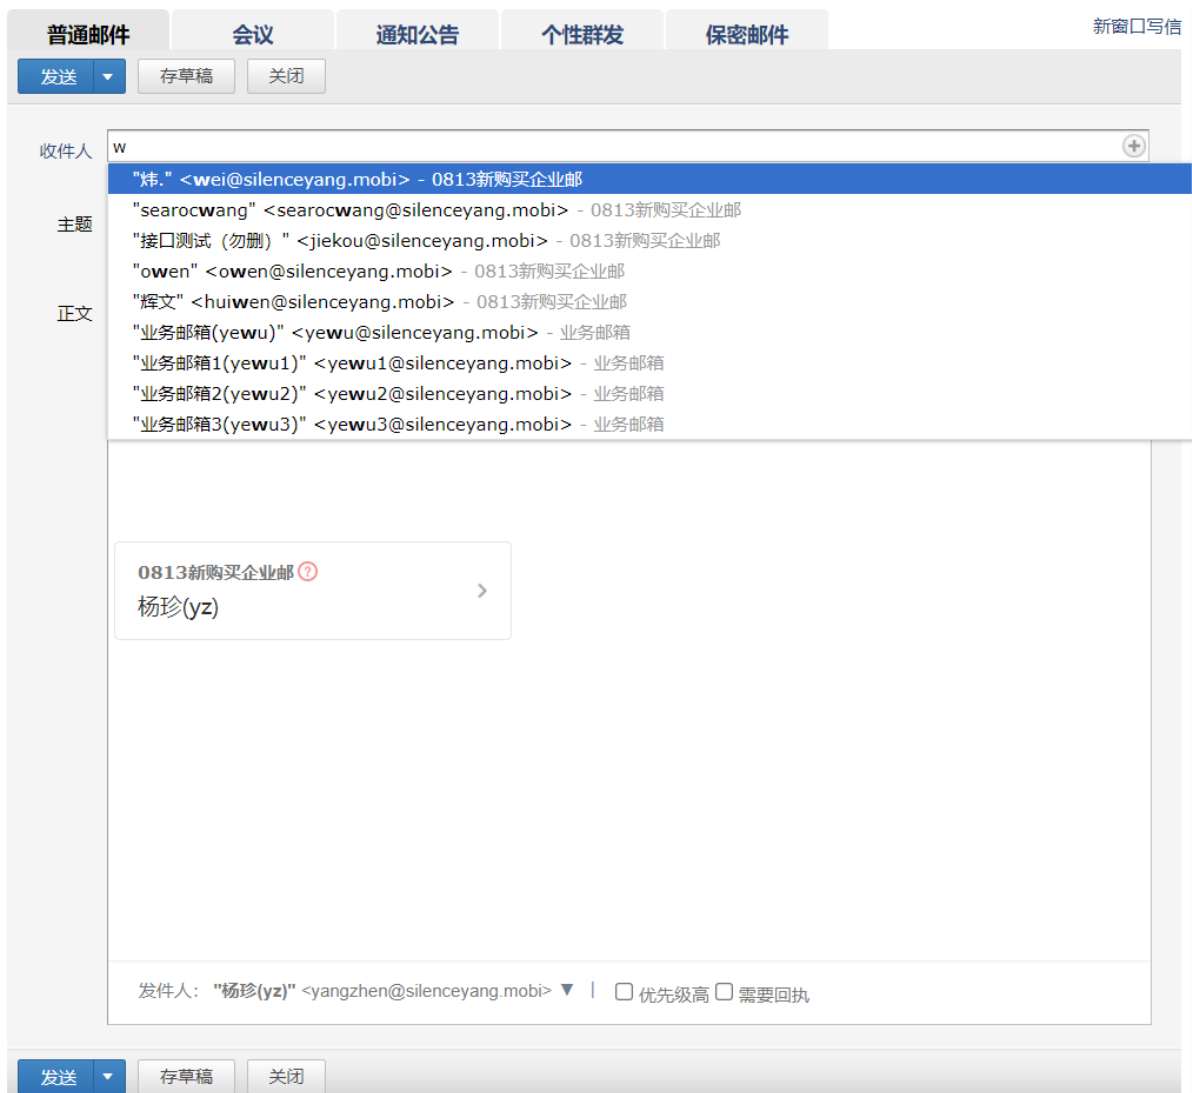 普通邮件 会议 通知公告 个性群发 保密邮件 新窗口写信
发送 存草稿 关闭
收件人 w
"炜." <wei@silenceyang.mobi> - 0813新购买企业邮
"searocwang" <searocwang@silenceyang.mobi> - 0813新购买企业邮
主题
"接口测试（勿删）" <jiekou@silenceyang.mobi> - 0813新购买企业邮
"owen" <owen@silenceyang.mobi> - 0813新购买企业邮
"辉文" <huiwen@silenceyang.mobi> - 0813新购买企业邮
正文
"业务邮箱(yewu)" <yewu@silenceyang.mobi> - 业务邮箱
"业务邮箱1(yewu1)" <yewu1@silenceyang.mobi> - 业务邮箱
"业务邮箱2(yewu2)" <yewu2@silenceyang.mobi> - 业务邮箱
"业务邮箱3(yewu3)" <yewu3@silenceyang.mobi> - 业务邮箱
0813新购买企业邮?
杨珍(yz)
发件人： "杨珍(yz)" <yangzhen@silenceyang.mobi> ▼ | 优先级高 需要回执
发送 存草稿 关闭